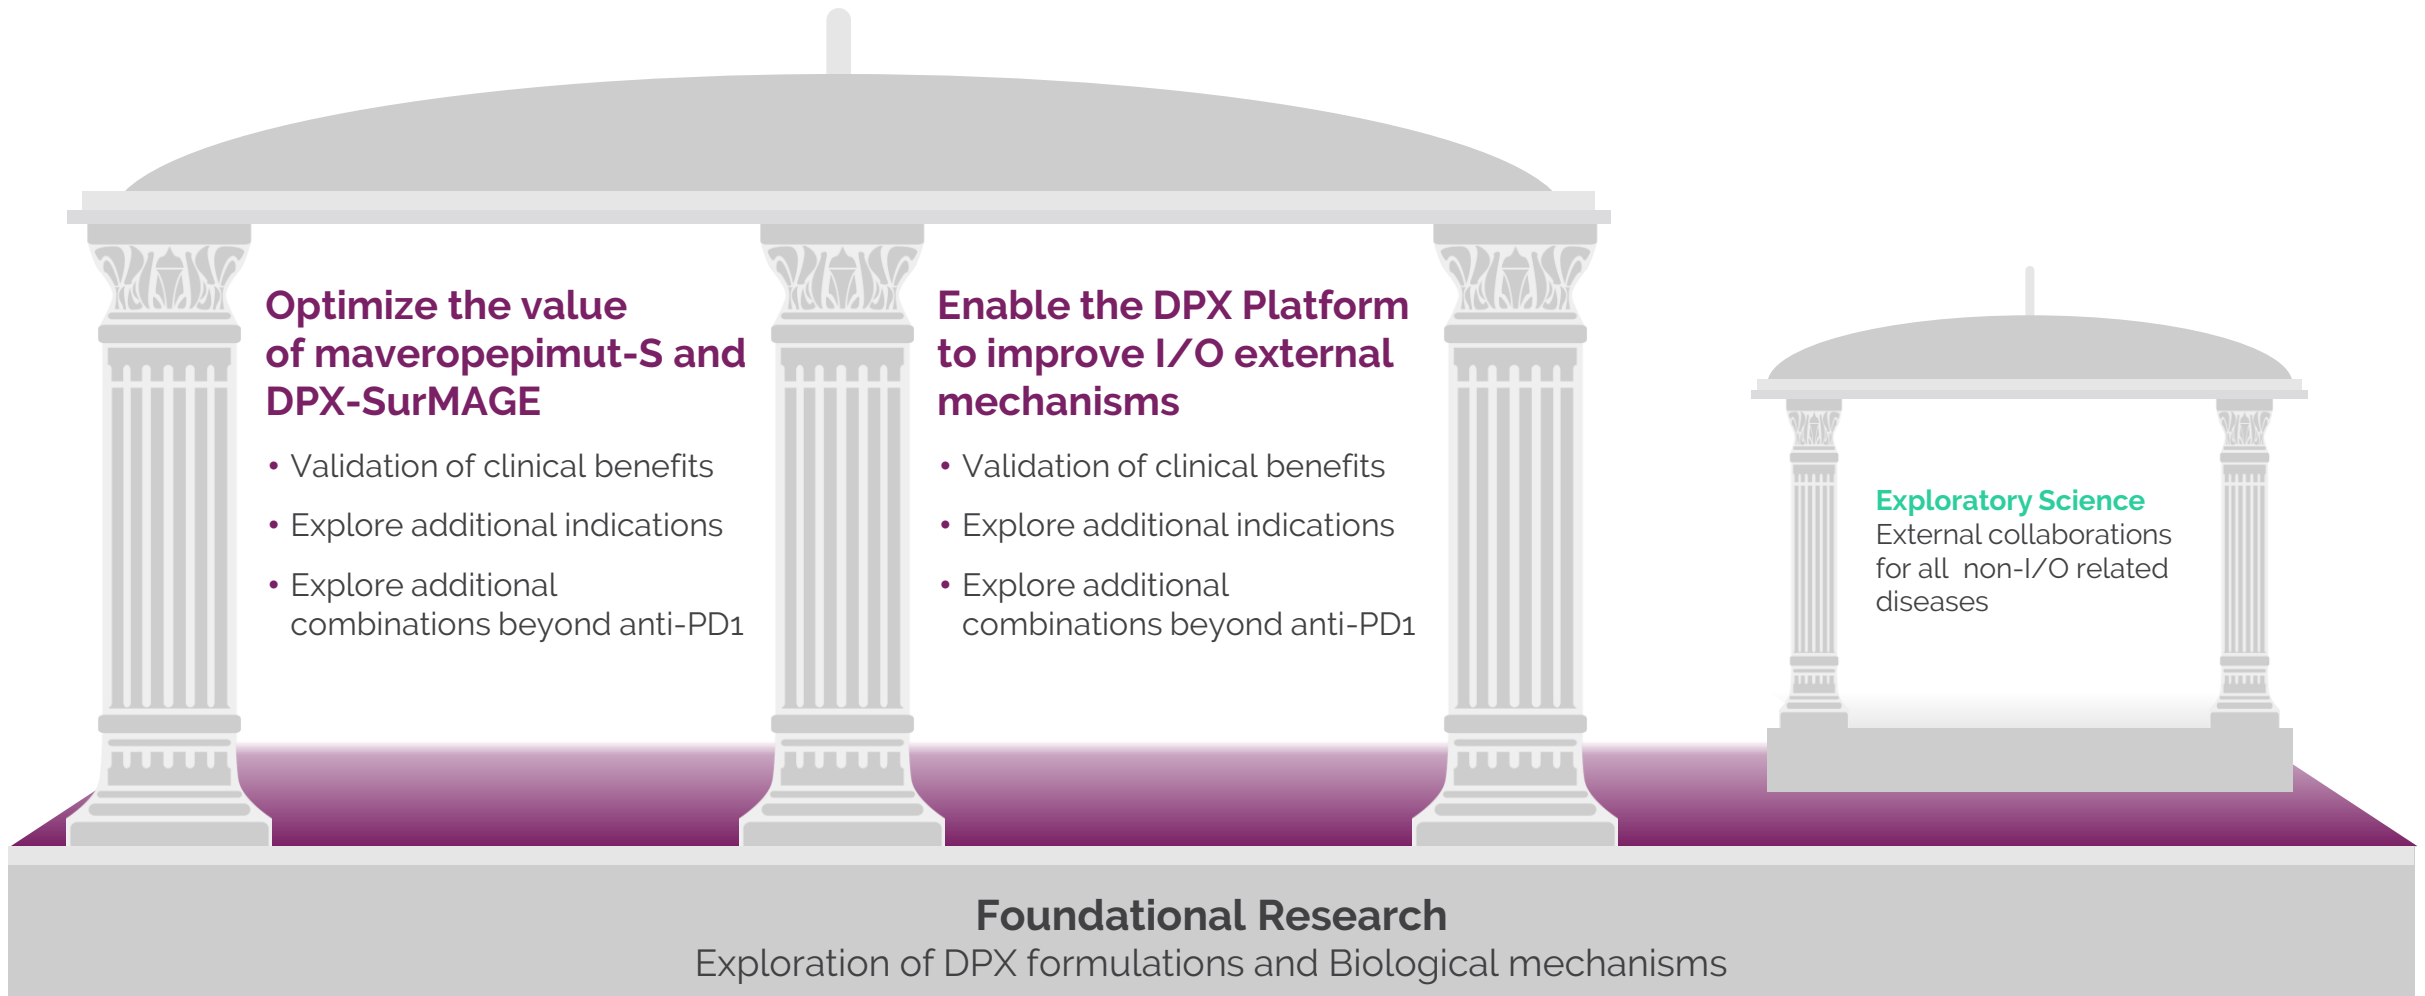 Optimize the value
of maveropepimut-S and
DPX-SurMAGE
• Validation of clinical benefits
• Explore additional indications
• Explore additional
combinations beyond anti-PD1
Enable the DPX Platform
to improve I/O external
mechanisms
• Validation of clinical benefits
• Explore additional indications
• Explore additional
combinations beyond anti-PD1
Exploratory Science
External collaborations
for all  non-I/O related
diseases
Foundational Research
Exploration of DPX formulations and Biological mechanisms